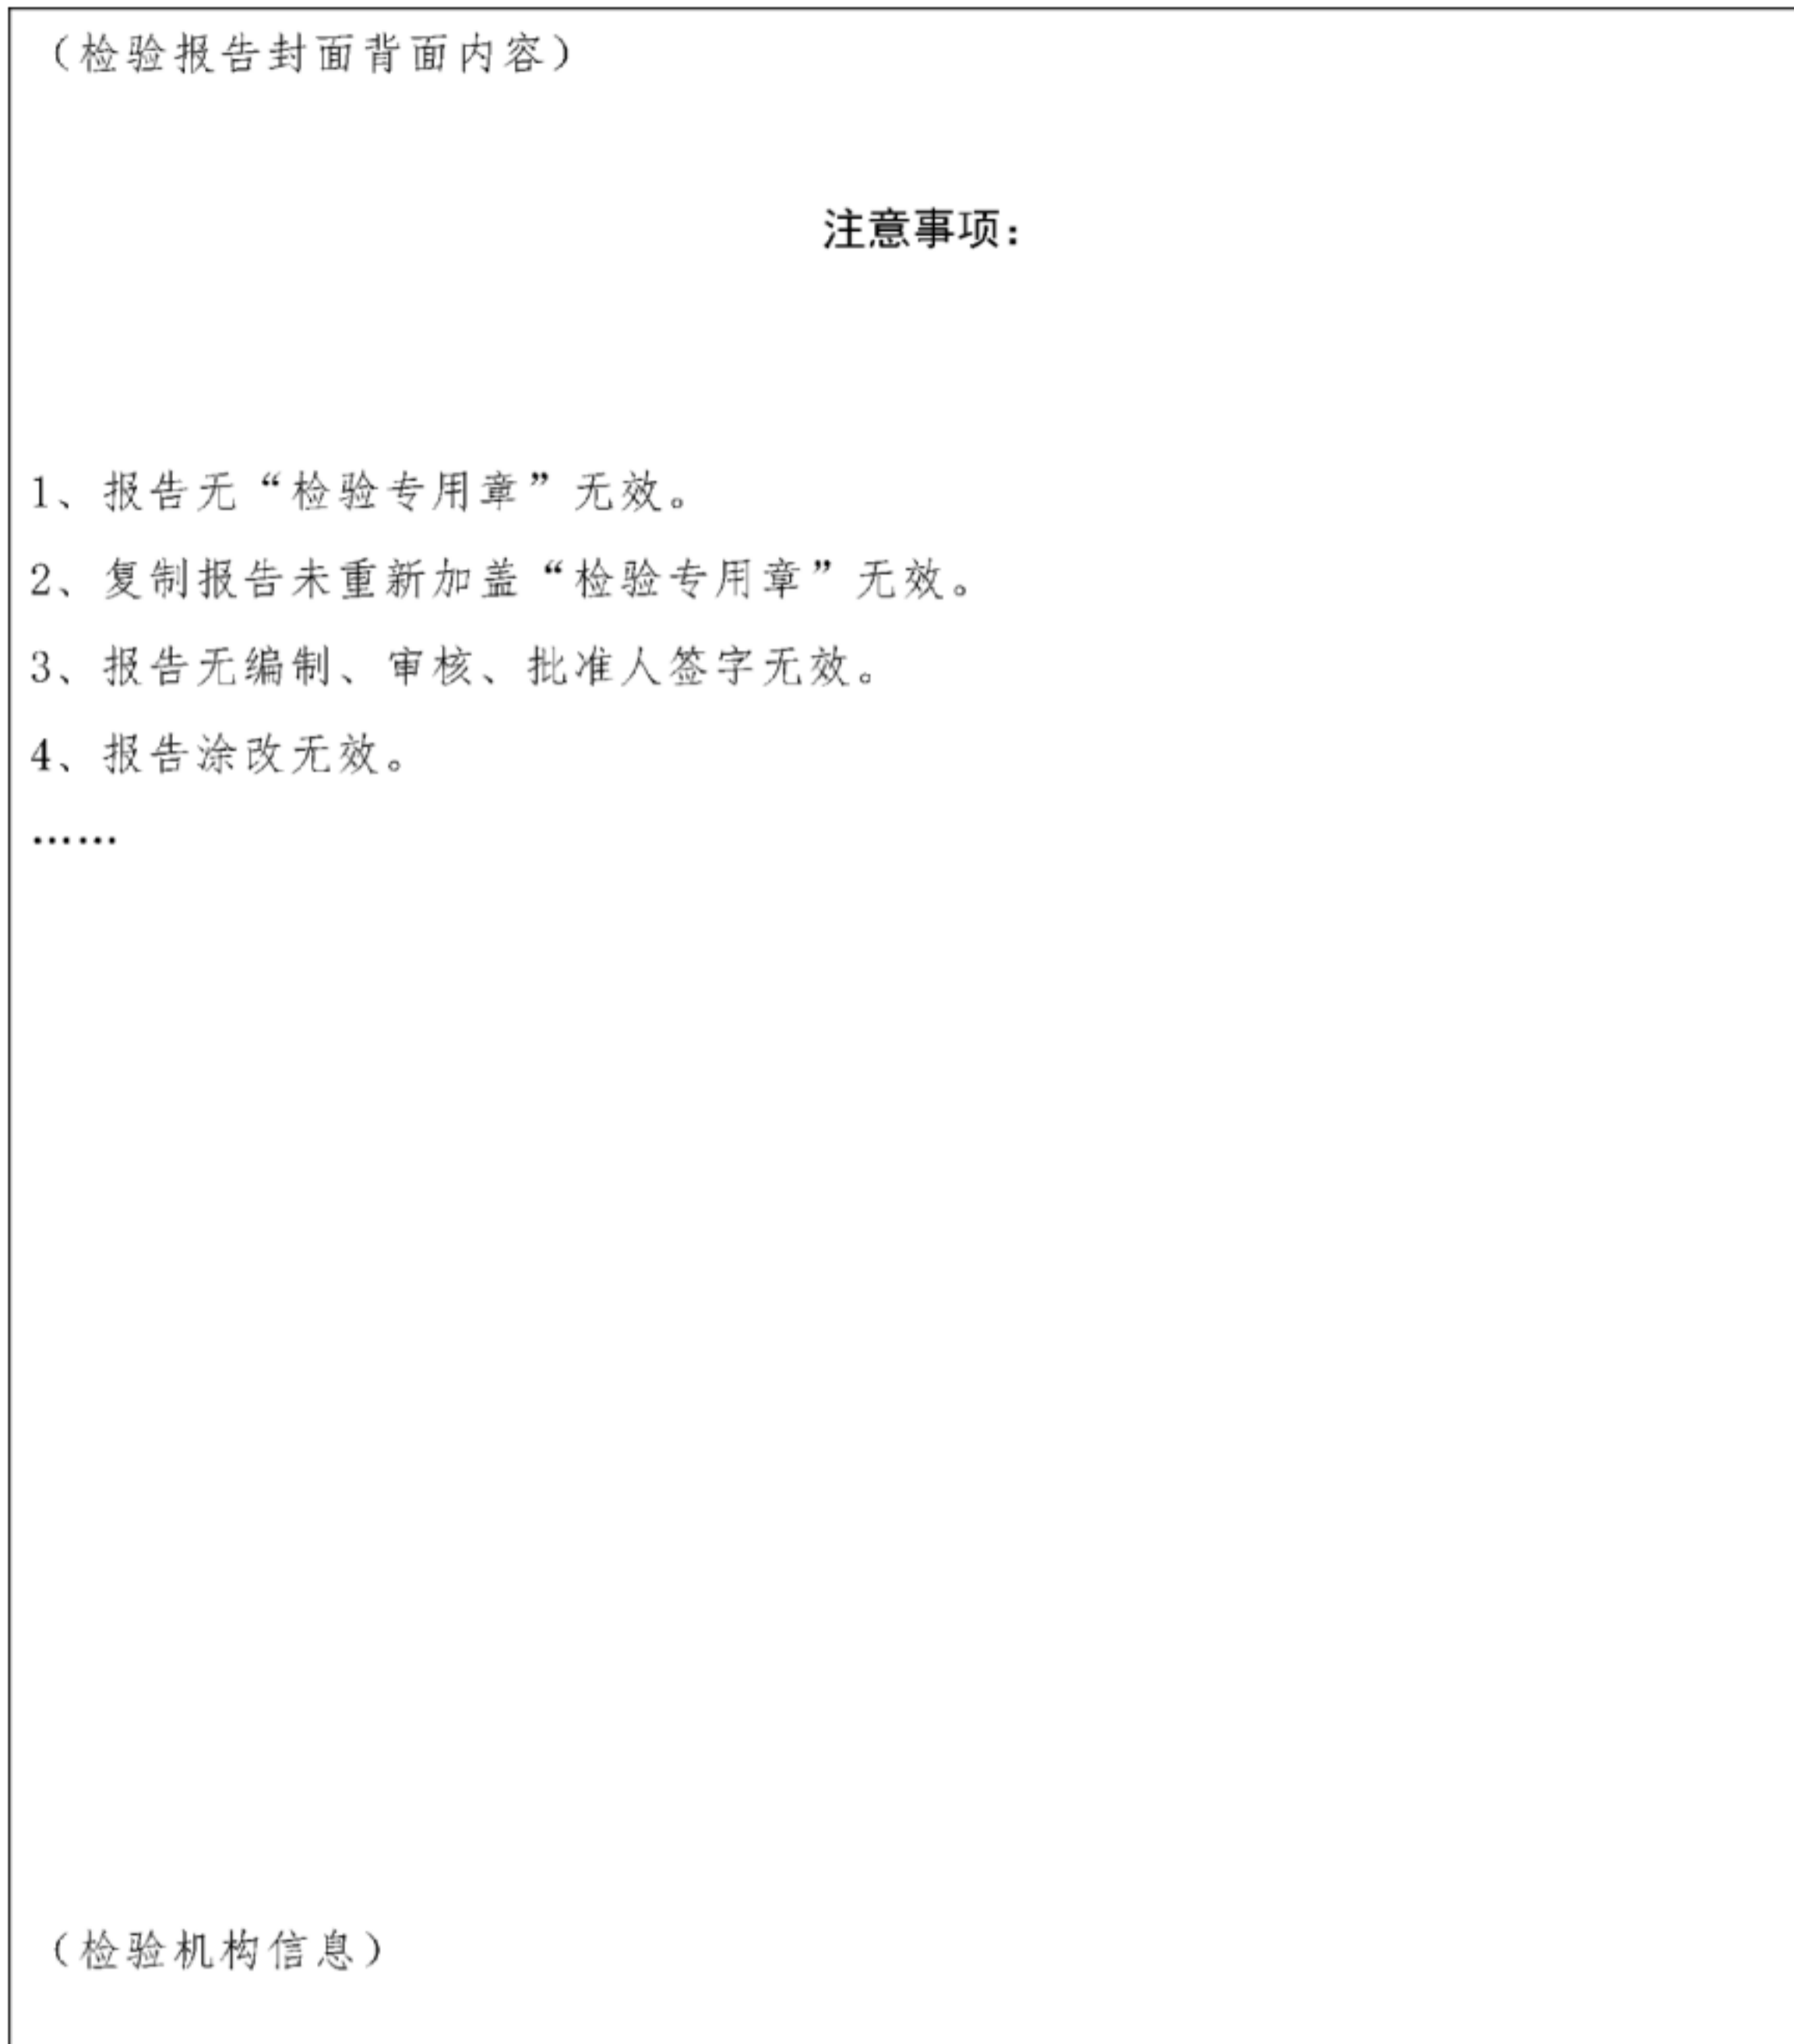 （检验报告封面背面内容）
注意事项：
1、报告无“检验专用章”无效。
2、复制报告未重新加盖“检验专用章”无效。
3、报告无编制、审核、批准人签字无效。
4、报告涂改无效。
……
（检验机构信息）